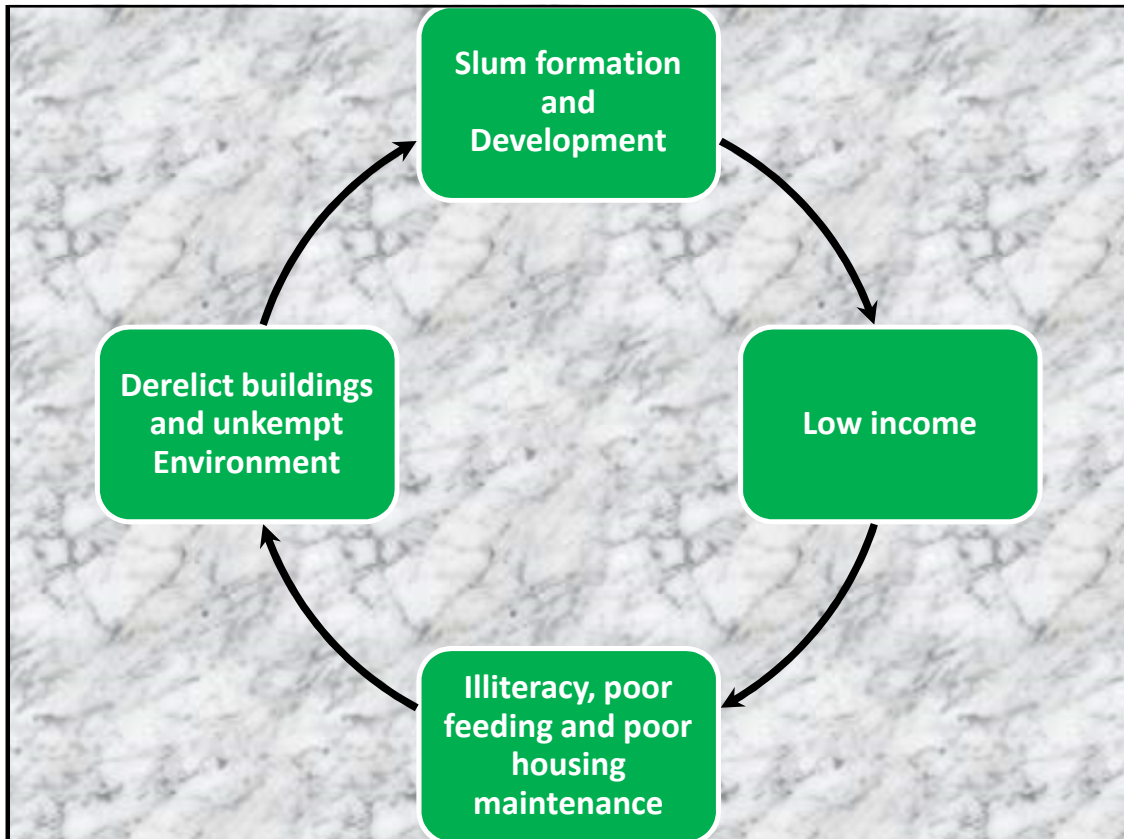 Slum formation
and
Development
Derelict buildings
and unkempt
Environment
Low income
Illiteracy, poor
feeding and poor
housing
maintenance